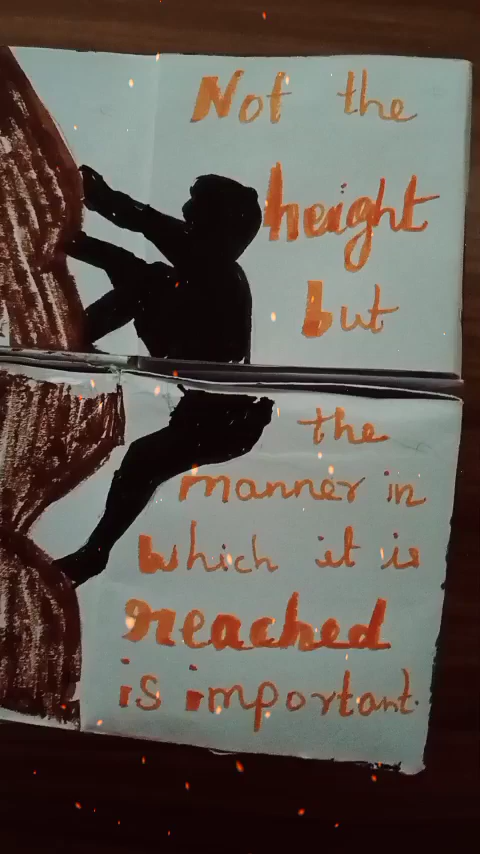 Not the
height
but
the
manner in
which it is
reached
is important.